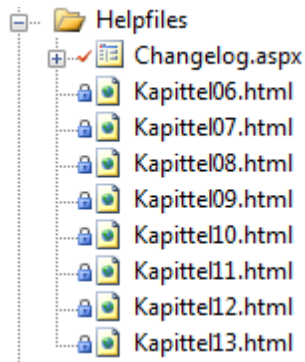 Helpfiles
Changelog.aspx
Kapittel06.html
Kapittel07.html
Kapittel08.html
Kapittel09.html
Kapittel10.html
Kapittel11.html
Kapittel12.html
Kapittel13.html